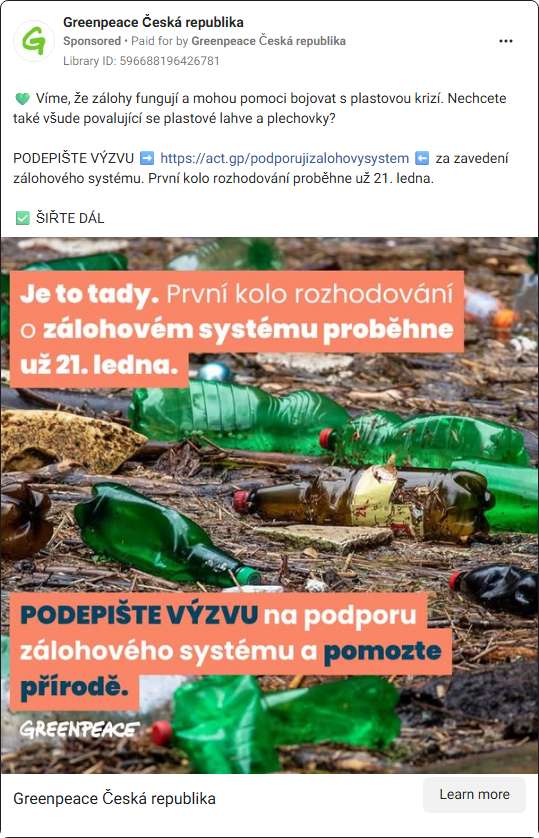 Greenpeace Česká republika
Sponsored • Paid for by Greenpeace Česká republika
Library ID: 596688196426781
💚 Víme, že zálohy fungují a mohou pomoci bojovat s plastovou krizí. Nechcete
také všude povalující se plastové lahve a plechovky?
PODEPIŠTE VÝZVU ➡️ https://act.gp/podporujizalohovysystem ⬅️ za zavedení
zálohového systému. První kolo rozhodování proběhne už 21. ledna.
✅ ŠIŘTE DÁL
Je to tady. První kolo rozhodování
o zálohovém systému proběhne
už 21. ledna.
PODEPIŠTE VÝZVU na podporu
zálohového systému a pomozte
přírodě.
GREENPEACE
Greenpeace Česká republika
Learn more